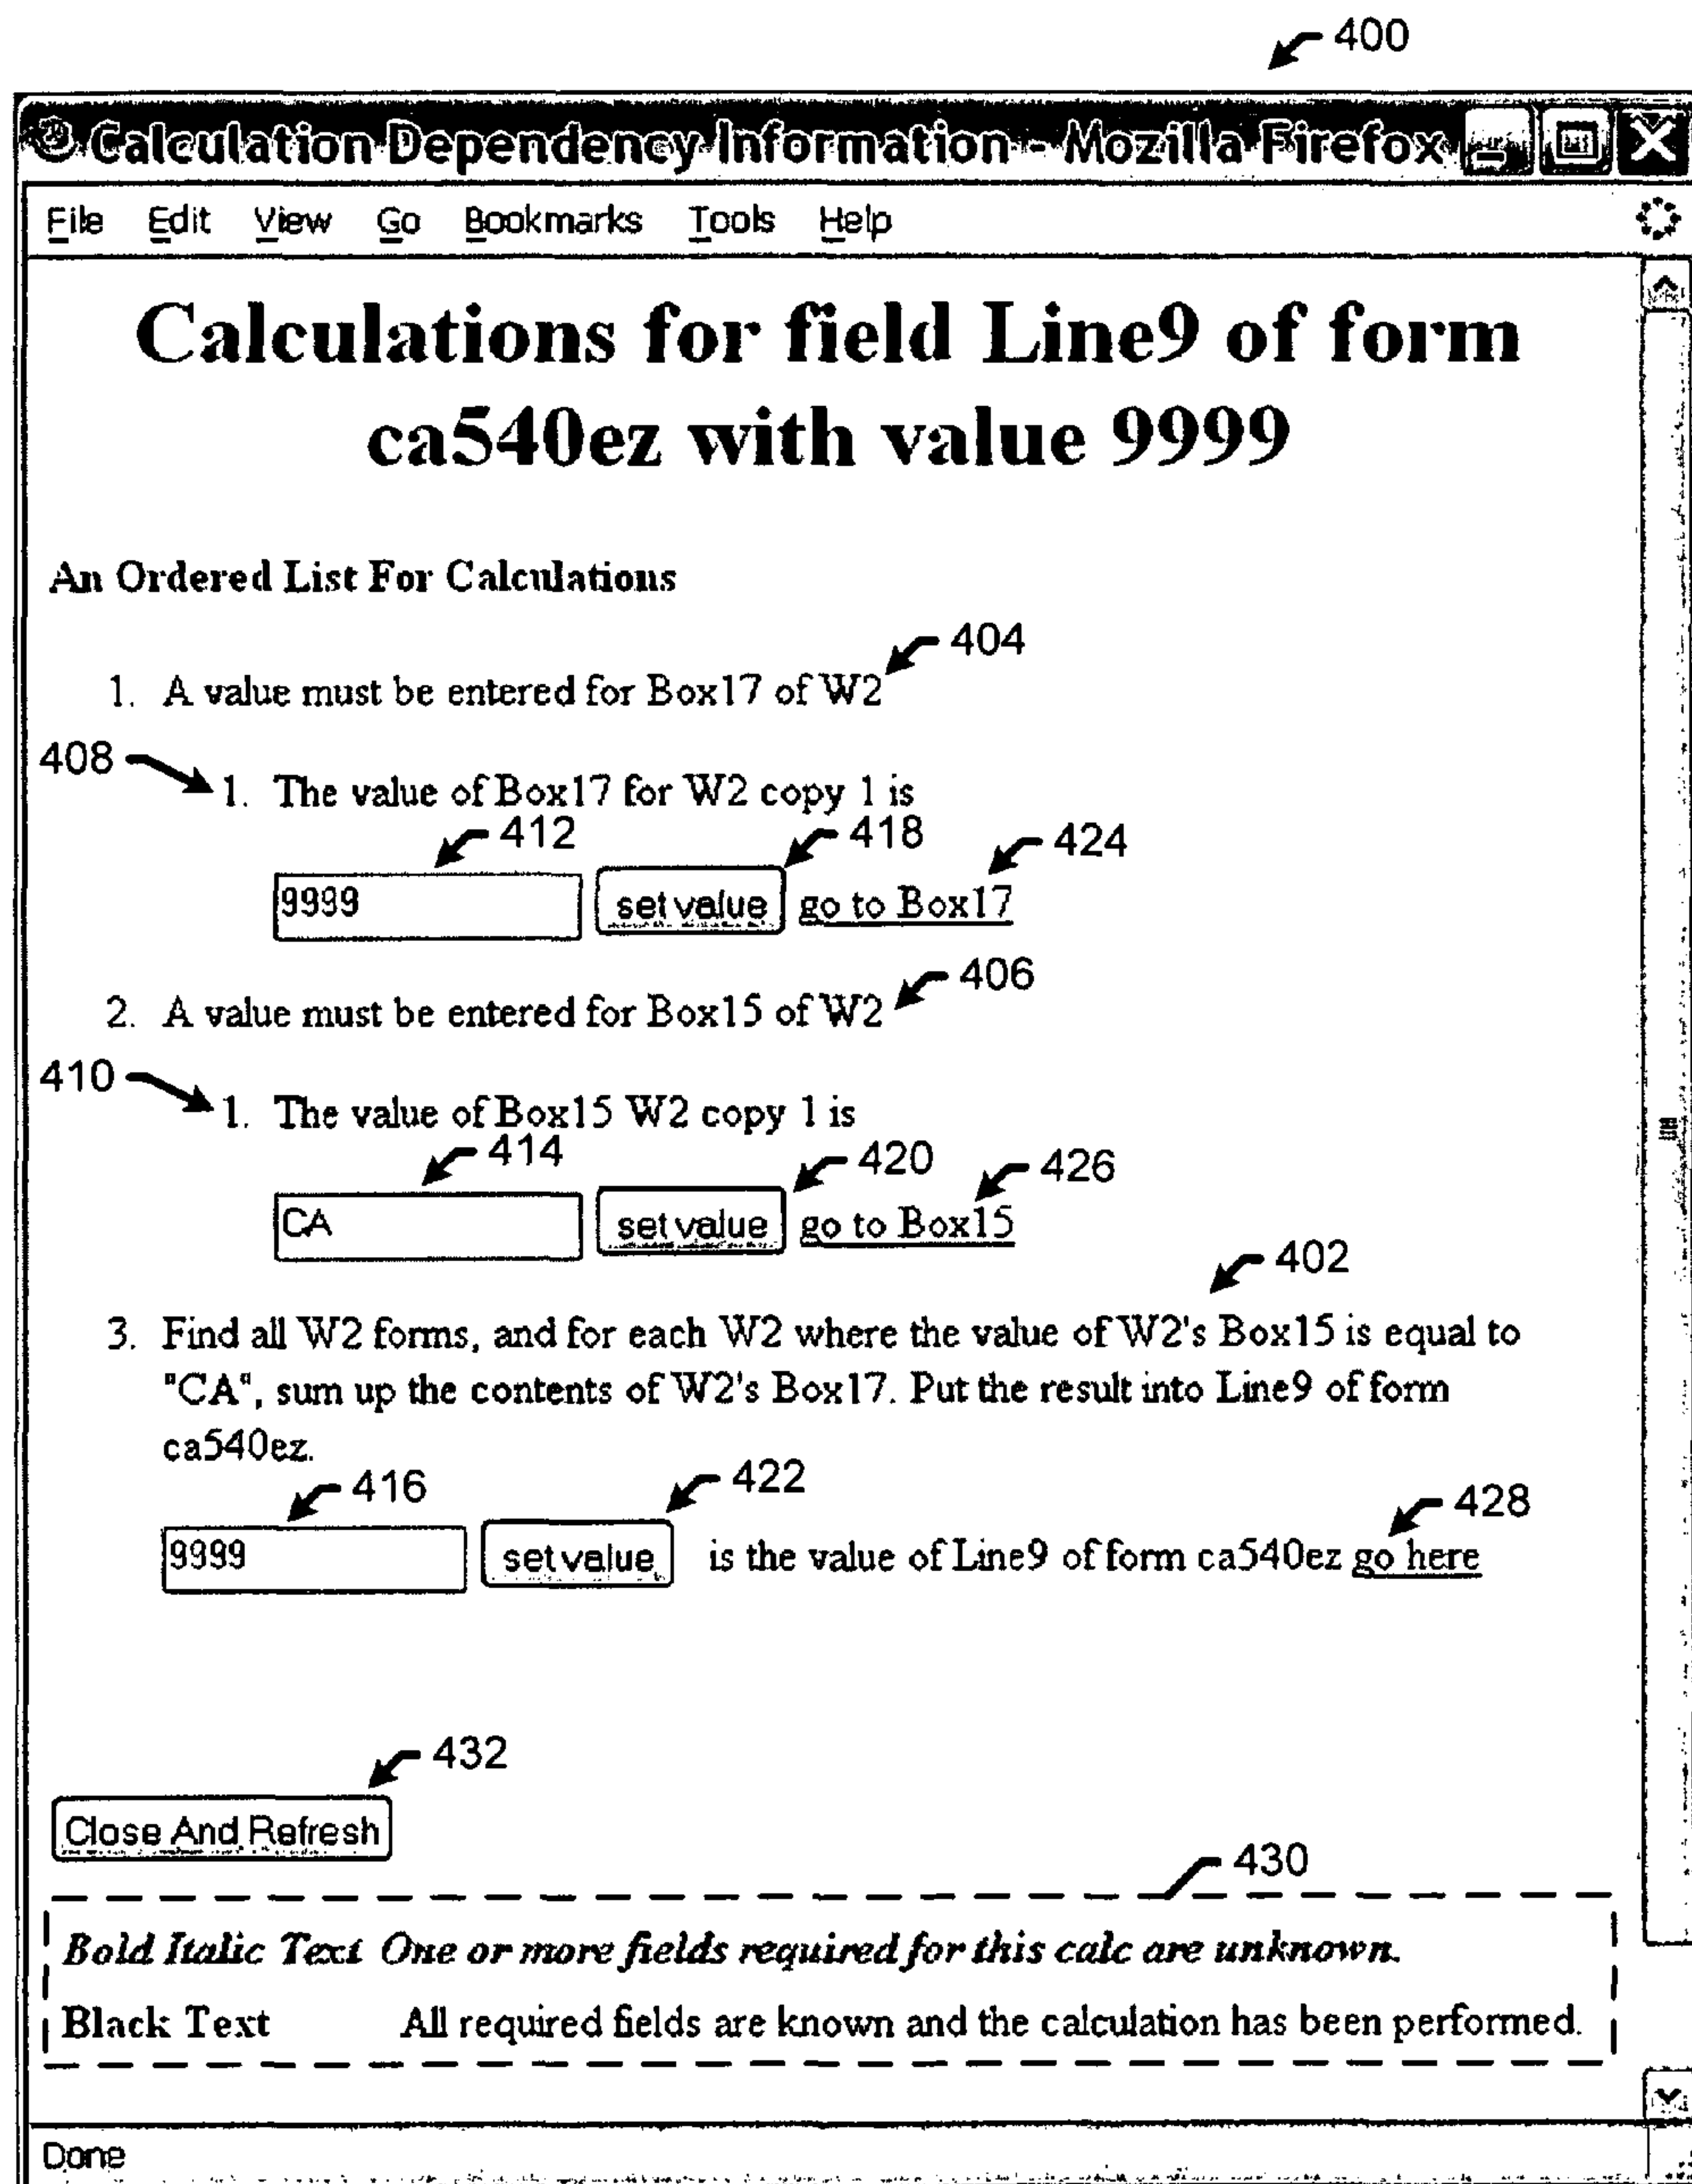 400
Calculation Dependency Information - Mozilla Firefox
File Edit View Go Bookmarks Tools Help
Calculations for field Line9 of form
ca540ez with value 9999
An Ordered List For Calculations
404
1. A value must be entered for Box17 of W2
408
1. The value of Box17 for W2 copy 1 is
412 418 424
9999 set value go to Box17
406
2. A value must be entered for Box15 of W2
410
1. The value of Box15 W2 copy 1 is
414 420 426
CA set value go to Box15
402
3. Find all W2 forms, and for each W2 where the value of W2's Box15 is equal to
"CA", sum up the contents of W2's Box17. Put the result into Line9 of form
ca540ez.
416 422 428
9999 set value is the value of Line9 of form ca540ez go here
432
Close And Refresh
430
Bold Italic Text One or more fields required for this calc are unknown.
Black Text All required fields are known and the calculation has been performed.
Done